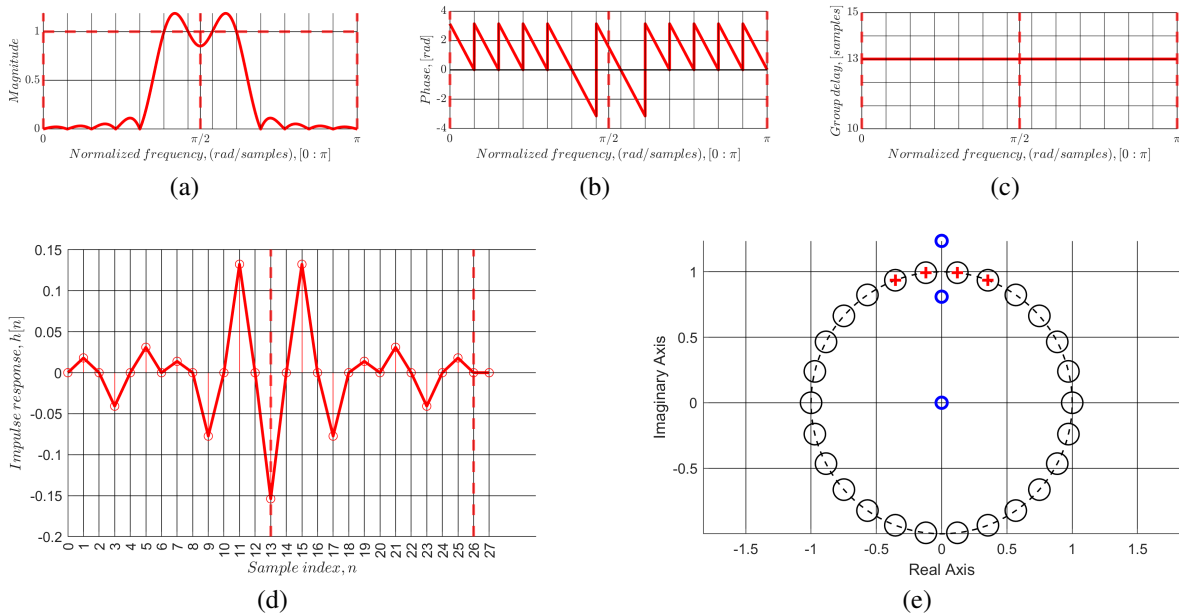 1
0.5
0
Magnitude
0
π/2
π
Normalized frequency, (rad/samples), [0 : π]
(a)
4
2
0
-2
-4
Phase, [rad]
0
π/2
π
Normalized frequency, (rad/samples), [0 : π]
(b)
15
13
10
Group delay, [samples]
0
π/2
π
Normalized frequency, (rad/samples), [0 : π]
(c)
0.15
0.1
0.05
0
-0.05
-0.1
-0.15
-0.2
Impulse response, h[n]
0 1 2 3 4 5 6 7 8 9 10 11 12 13 14 15 16 17 18 19 20 21 22 23 24 25 26 27
Sample index, n
(d)
1
0.5
0
-0.5
Imaginary Axis
-1.5 -1 -0.5 0 0.5 1 1.5
Real Axis
(e)